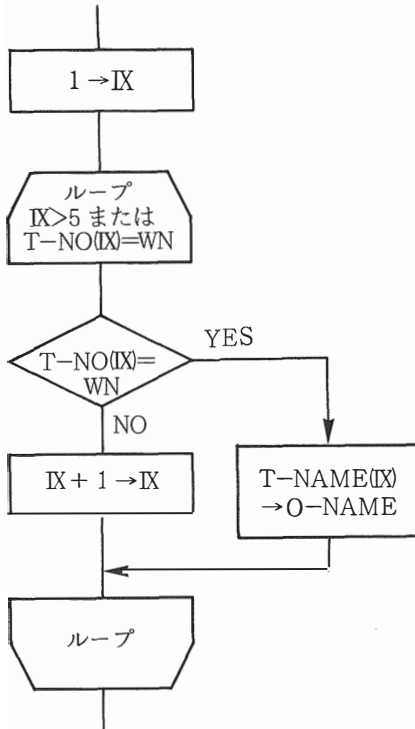 1→IX
ループ
IX>5 または
T-NO(IX)=WN
T-NO(IX)=
WN
YES
NO
IX+1→IX
T-NAME(IX)
→O-NAME
ループ